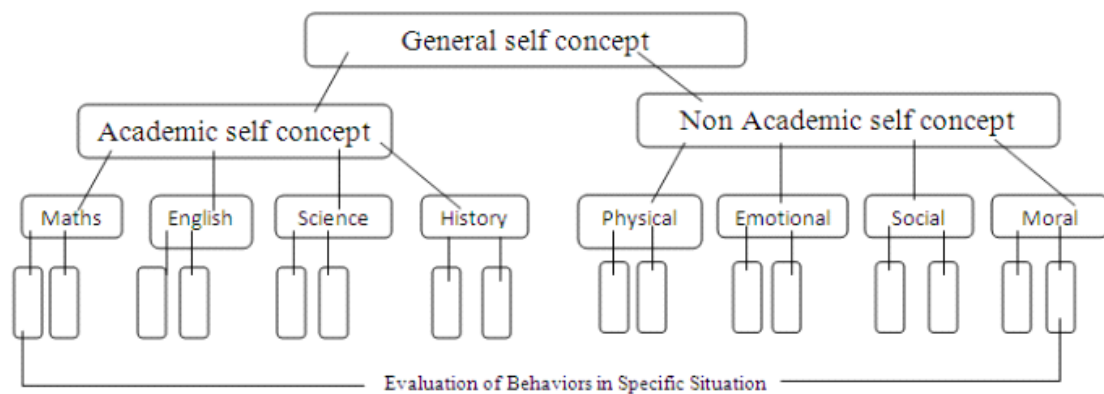 General self concept
Academic self concept
Non Academic self concept
Maths
English
Science
History
Physical
Emotional
Social
Moral
Evaluation of Behaviors in Specific Situation